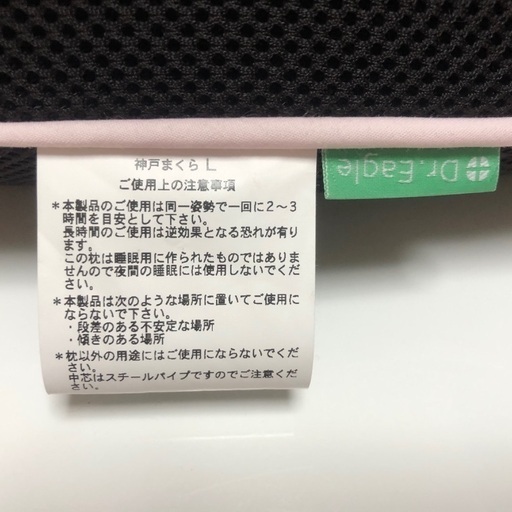 神戸まくら L
ご使用上の注意事項
*本製品のご使用は同一姿勢で一回に2~3
時間を目安として下さい。
長時間のご使用は逆効果となる恐れが有り
ます。
この枕は睡眠用に作られたものではありま
せんので夜間の睡眠には使用しないでくだ
さい。
*本製品は次のような場所に置いてご使用に
ならないで下さい。
・段差のある不安定な場所
・傾きのある場所
*枕以外の用途にはご使用にならないでくだ
さい。
中芯はスチールパイプですのでご注意くだ
さい。
Dr.Eagle